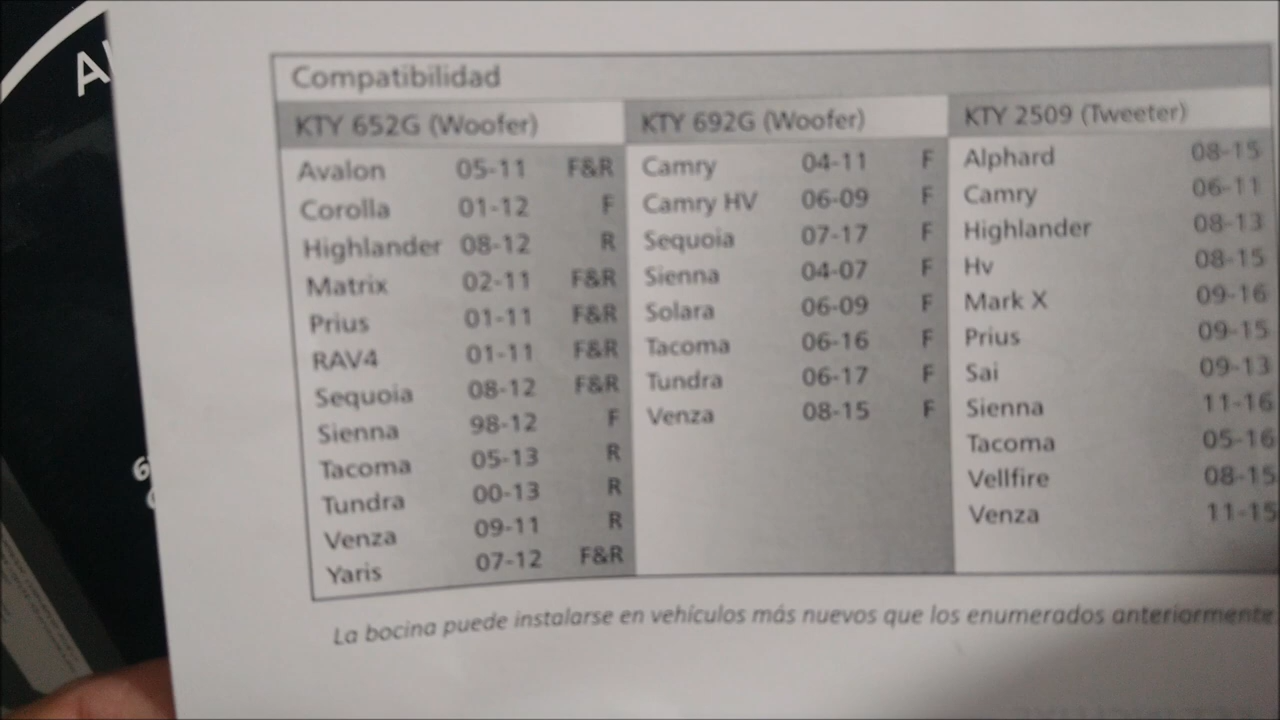 Compatibilidad
KTY 652G (Woofer) KTY 692G (Woofer) KTY 2509 (Tweeter)
Avalon 05-11 F&R Camry 04-11 F Alphard 08-15
Corolla 01-12 F Camry HV 06-09 F Camry 06-11
Highlander 08-12 R Sequoia 07-17 F Highlander 08-13
Matrix 02-11 F&R Sienna 04-07 F Hv 08-15
Prius 01-11 F&R Solara 06-09 F Mark X 09-16
RAV4 01-11 F&R Tacoma 06-16 F Prius 09-15
Sequoia 08-12 F&R Tundra 06-17 F Sai 09-13
Sienna 98-12 F Venza 08-15 F Sienna 11-16
Tacoma 05-13 R Tacoma 05-16
Tundra 00-13 R Vellfire 08-15
Venza 09-11 R Venza 11-15
Yaris 07-12 F&R
La bocina puede instalarse en vehículos más nuevos que los enumerados anteriormente